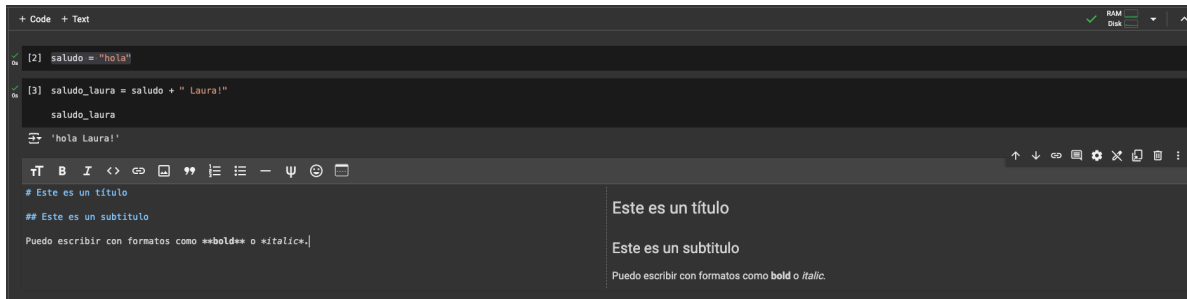 + Code + Text
RAM
Disk
0s [2] saludo = "hola"
0s [3] saludo_laura = saludo + " Laura!"
saludo_laura
'hola Laura!'
# Este es un título
## Este es un subtitulo
Puedo escribir con formatos como **bold** o *italic*.
Este es un título
Este es un subtitulo
Puedo escribir con formatos como bold o italic.